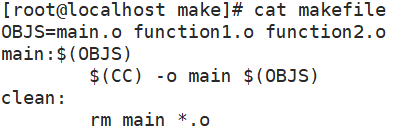 [root@localhost make]# cat makefile
OBJS=main.o function1.o function2.o
main:$(OBJS)
        $(CC) -o main $(OBJS)
clean:
        rm main *.o